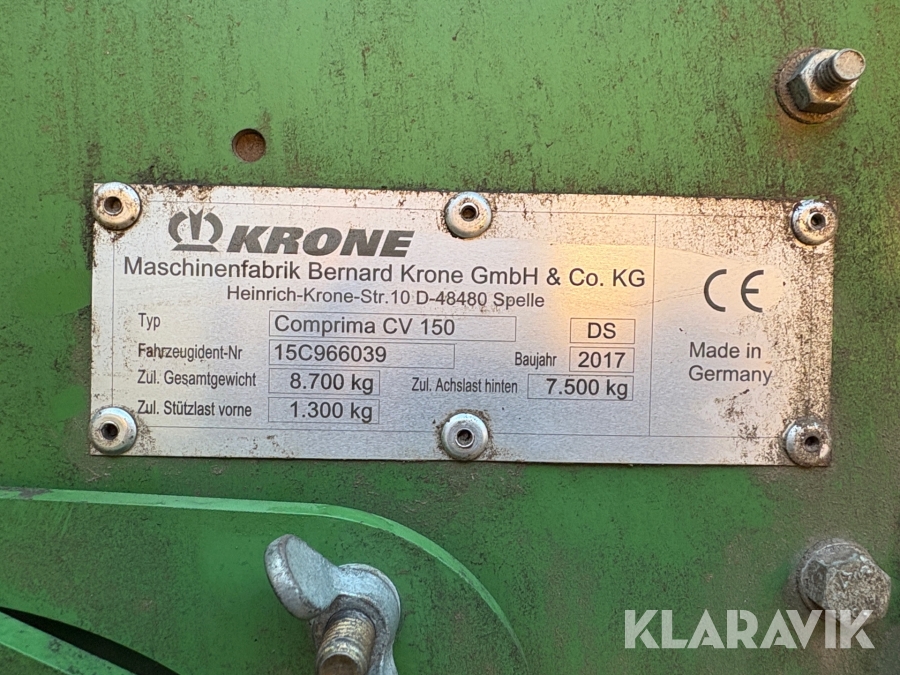 KRONE
Maschinenfabrik Bernard Krone GmbH & Co. KG
Heinrich-Krone-Str.10 D-48480 Spelle
CE
Typ Comprima CV 150 DS
Fahrzeugident-Nr 15C966039 Baujahr 2017
Zul. Gesamtgewicht 8.700 kg Zul. Achslast hinten 7.500 kg
Zul. Stützlast vorne 1.300 kg
Made in
Germany
KLARAVIK